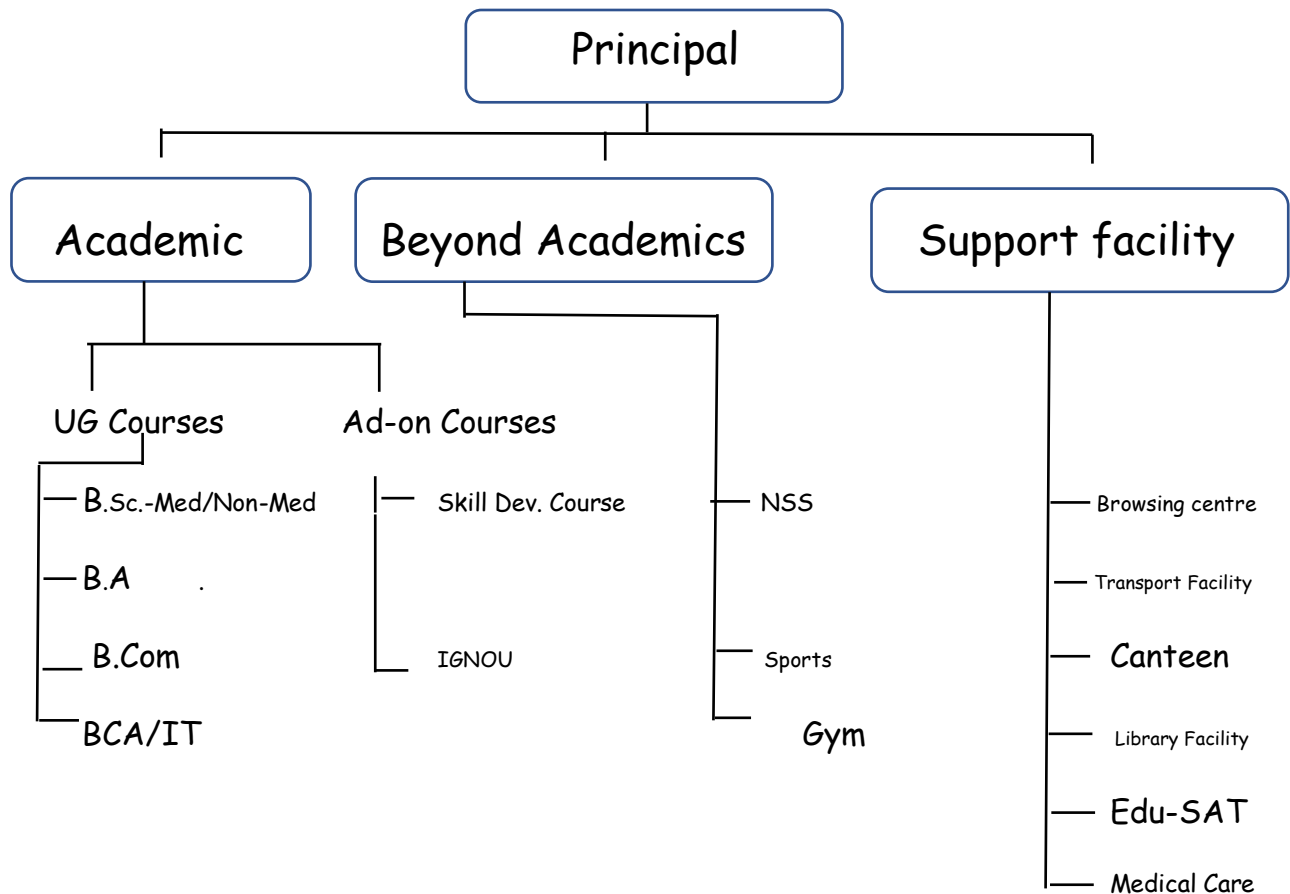 Principal
Academic
Beyond Academics
Support facility
UG Courses
Ad-on Courses
B.Sc.-Med/Non-Med
Skill Dev. Course
NSS
Browsing centre
B.A .
Transport Facility
B.Com
IGNOU
Sports
Canteen
BCA/IT
Gym
Library Facility
Edu-SAT
Medical Care